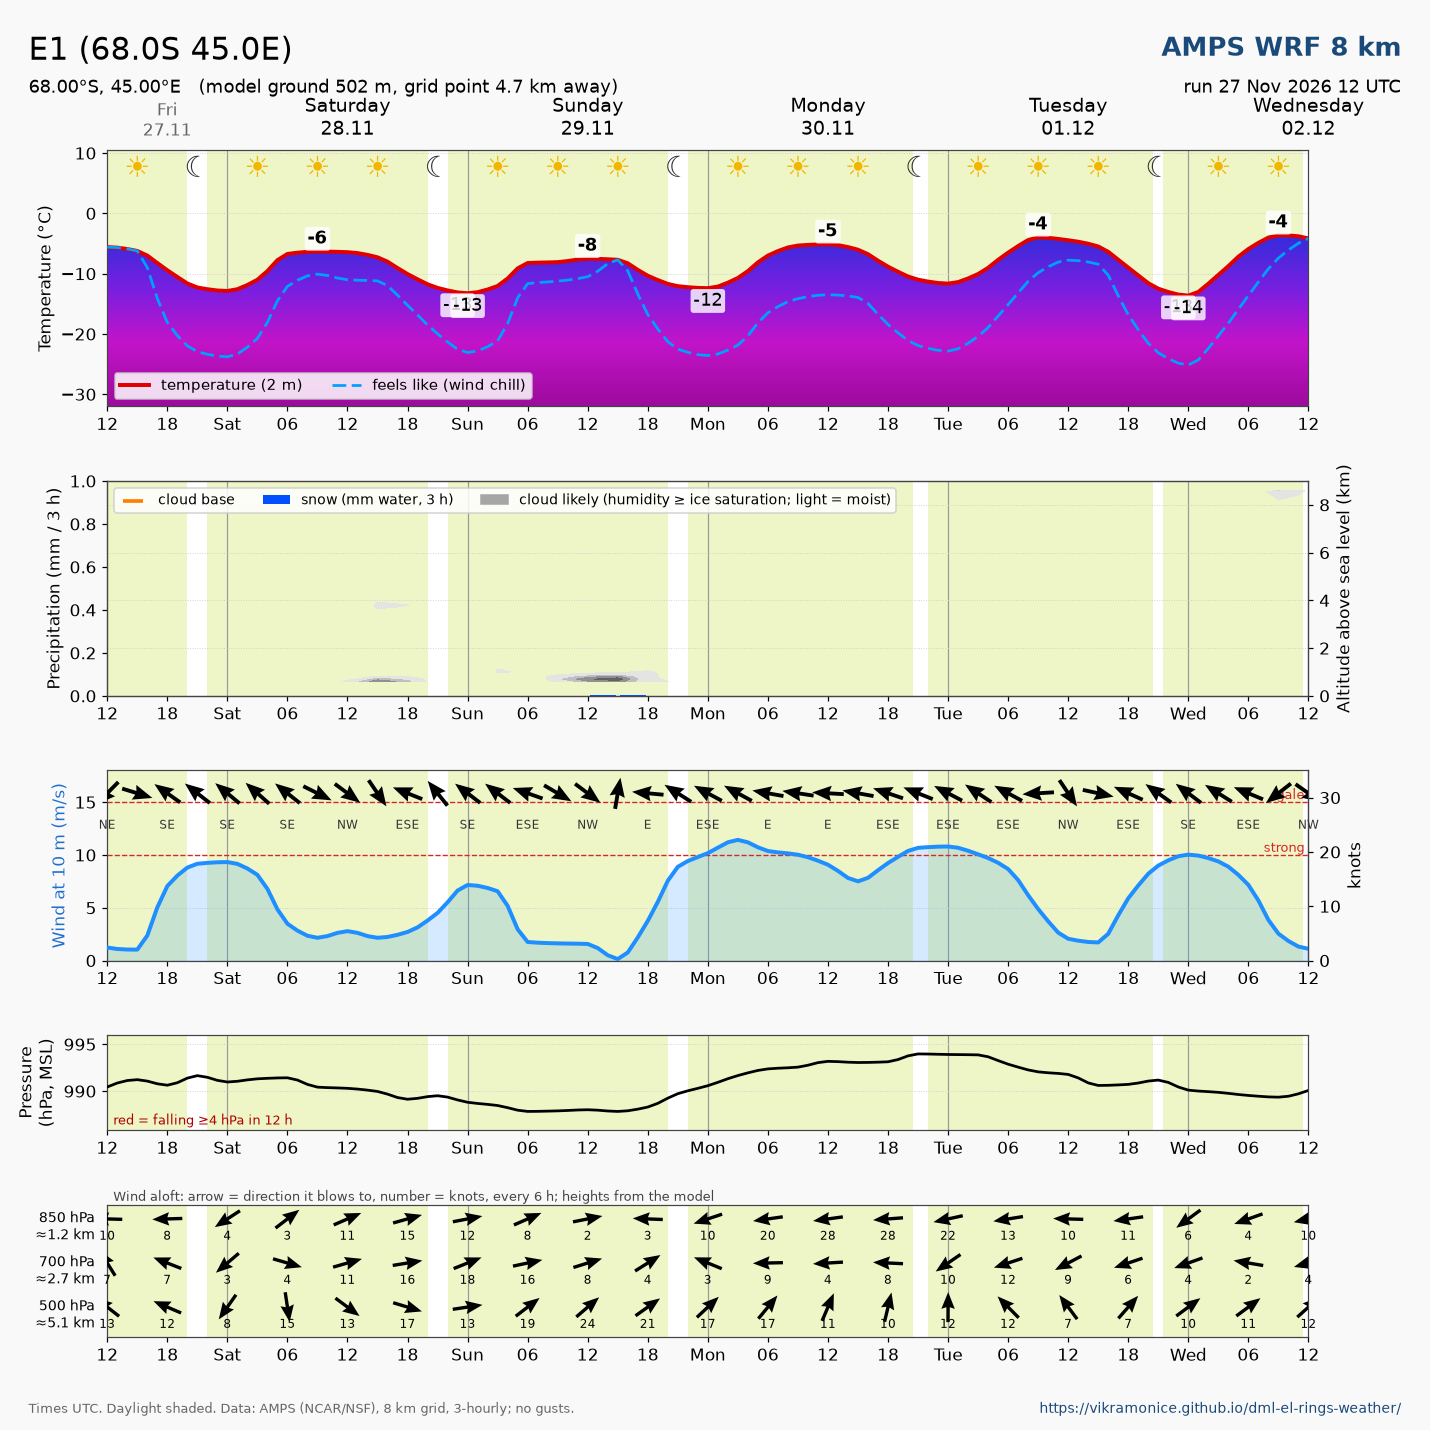 E1 (68.0S 45.0E)
AMPS WRF 8 km
68.00°S, 45.00°E (model ground 502 m, grid point 4.7 km away)
run 27 Nov 2026 12 UTC
Fri Saturday Sunday Monday Tuesday Wednesday
27.11 28.11 29.11 30.11 01.12 02.12
Temperature (°C)
10
0
−10
−20
−30
-6 -8 -5 -4 -4
-13 -12 -14
temperature (2 m) feels like (wind chill)
12 18 Sat 06 12 18 Sun 06 12 18 Mon 06 12 18 Tue 06 12 18 Wed 06 12
Precipitation (mm / 3 h)
1.0
0.8
0.6
0.4
0.2
0.0
cloud base snow (mm water, 3 h) cloud likely (humidity ≥ ice saturation; light = moist)
8
6
4
2
0
Altitude above sea level (km)
12 18 Sat 06 12 18 Sun 06 12 18 Mon 06 12 18 Tue 06 12 18 Wed 06 12
Wind at 10 m (m/s)
15
10
5
0
NE SE SE SE NW ESE SE ESE NW E ESE E E ESE ESE ESE NW ESE SE ESE NW
strong
30
20
10
0
knots
12 18 Sat 06 12 18 Sun 06 12 18 Mon 06 12 18 Tue 06 12 18 Wed 06 12
Pressure
(hPa, MSL)
995
990
red = falling ≥4 hPa in 12 h
12 18 Sat 06 12 18 Sun 06 12 18 Mon 06 12 18 Tue 06 12 18 Wed 06 12
Wind aloft: arrow = direction it blows to, number = knots, every 6 h; heights from the model
850 hPa
≈1.2 km 10 8 4 3 11 15 12 8 2 3 10 20 28 28 22 13 10 11 6 4 10
700 hPa
≈2.7 km 7 7 3 4 11 16 18 16 8 4 3 9 4 8 10 12 9 6 4 2 4
500 hPa
≈5.1 km 13 12 8 15 13 17 13 19 24 21 17 17 11 10 12 12 7 7 10 11 12
12 18 Sat 06 12 18 Sun 06 12 18 Mon 06 12 18 Tue 06 12 18 Wed 06 12
Times UTC. Daylight shaded. Data: AMPS (NCAR/NSF), 8 km grid, 3-hourly; no gusts.
https://vikramonice.github.io/dml-el-rings-weather/